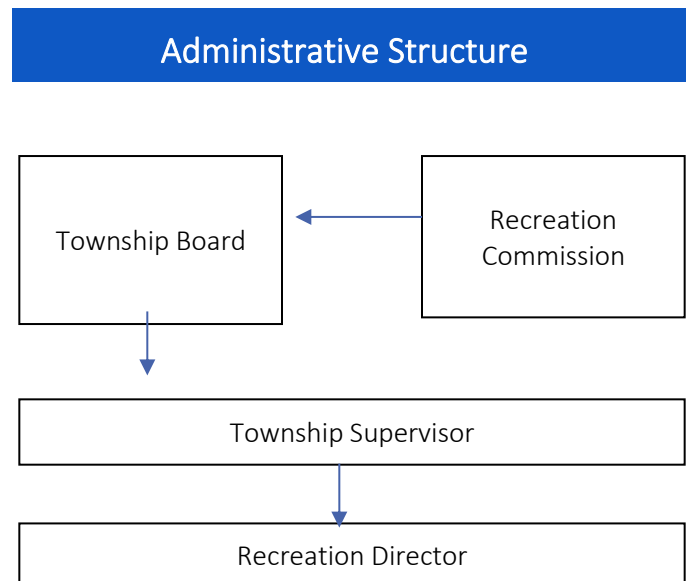 Administrative Structure
Township Board
Recreation
Commission
Township Supervisor
Recreation Director